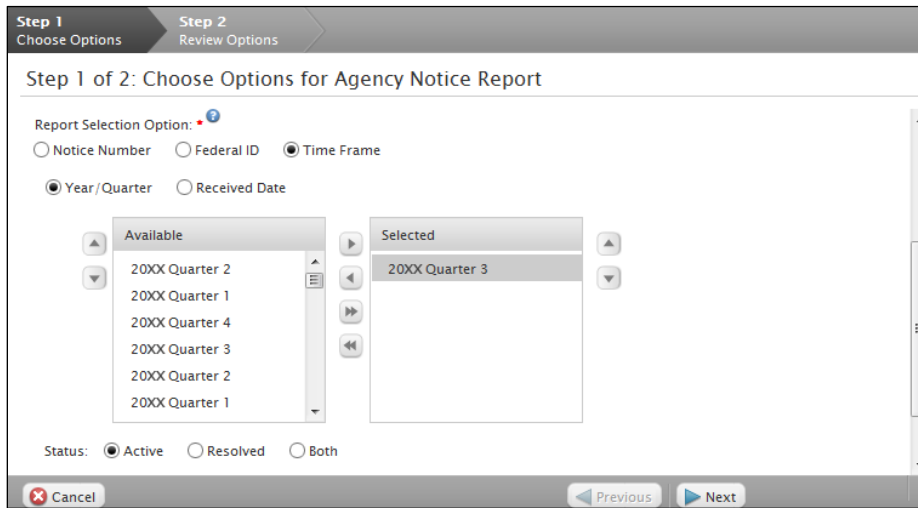 Step 1
Choose Options
Step 2
Review Options
Step 1 of 2: Choose Options for Agency Notice Report
Report Selection Option: * ?
Notice Number Federal ID Time Frame
Year/Quarter Received Date
Available
20XX Quarter 2
20XX Quarter 1
20XX Quarter 4
20XX Quarter 3
20XX Quarter 2
20XX Quarter 1
Selected
20XX Quarter 3
Status: Active Resolved Both
Cancel Previous Next